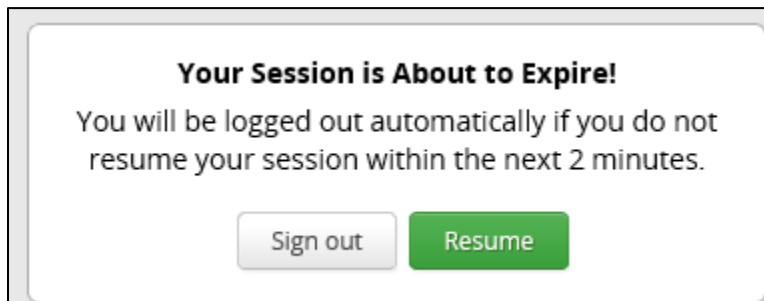 Your Session is About to Expire!
You will be logged out automatically if you do not
resume your session within the next 2 minutes.
Sign out
Resume